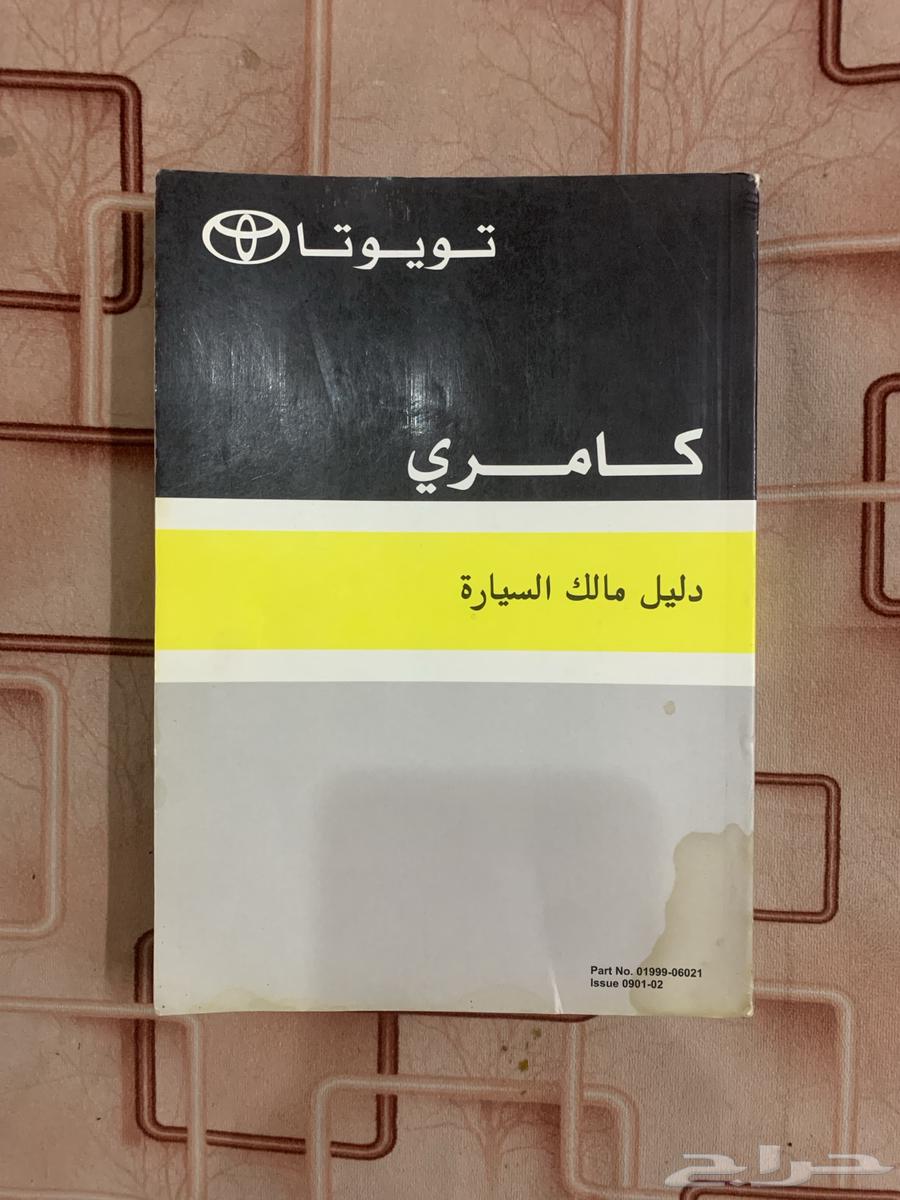 تويوتا
كامري
دليل مالك السيارة
Part No. 01999-06021
Issue 0901-02
حراج